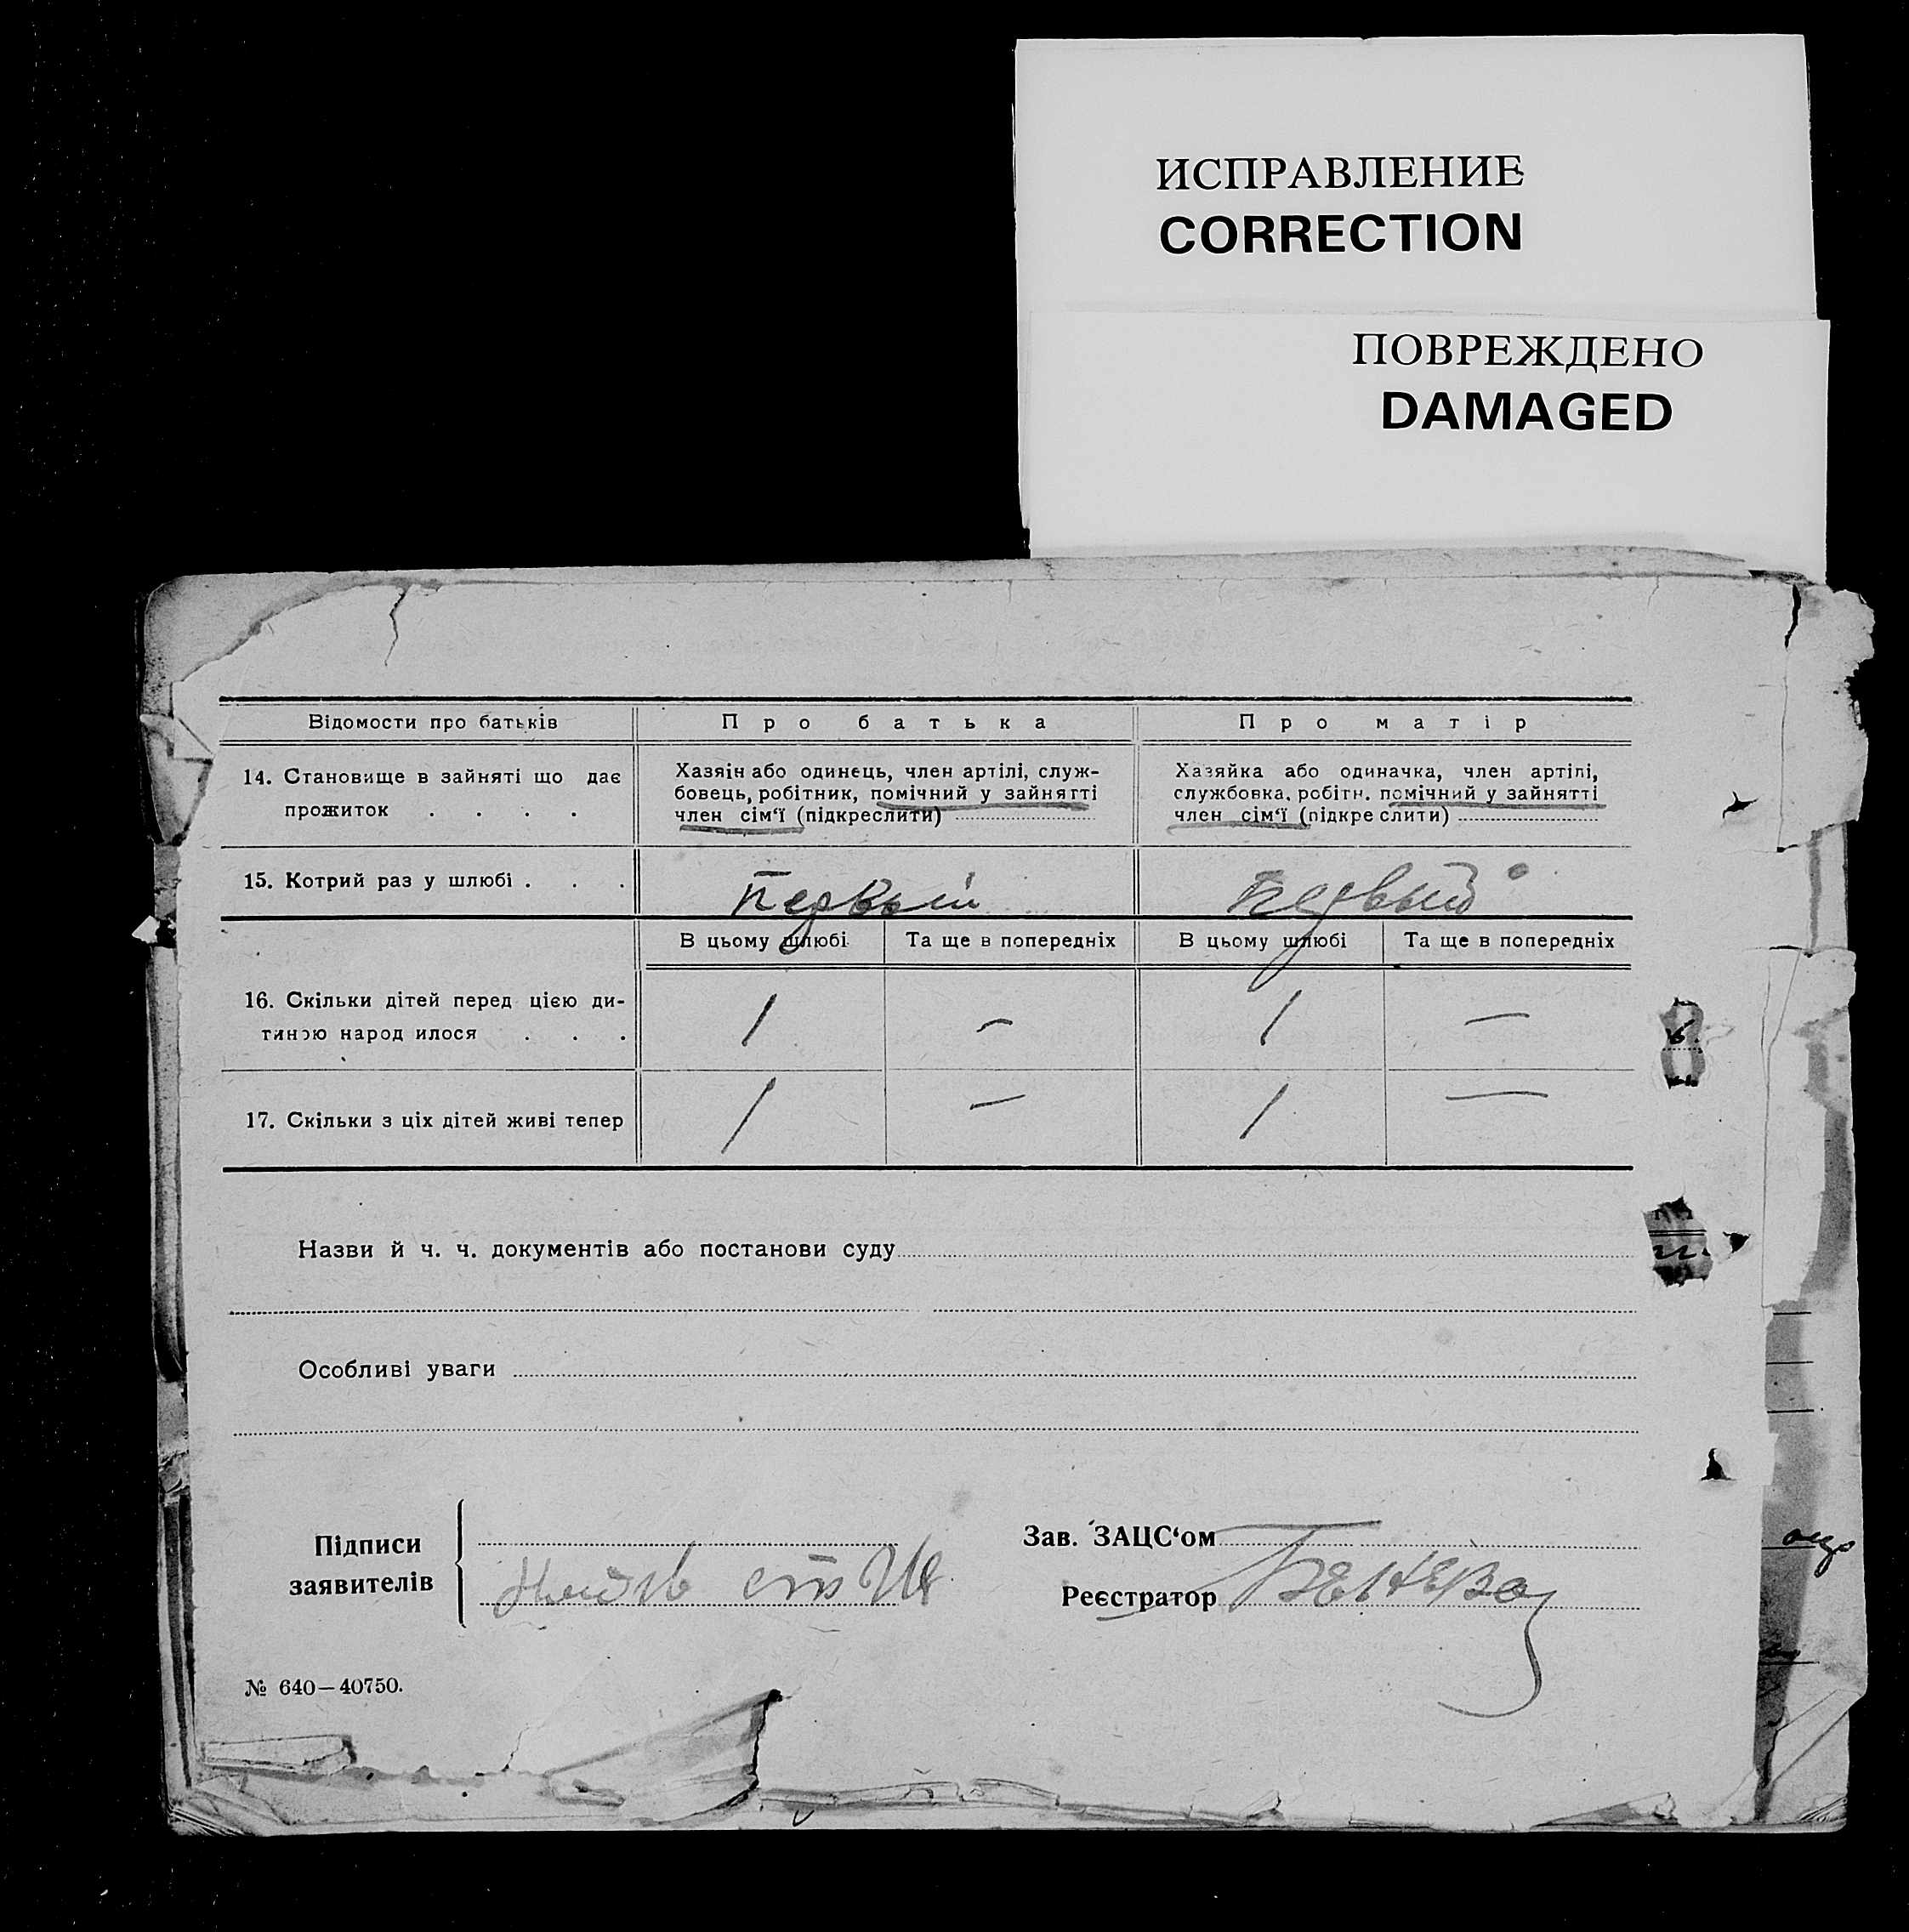 ИСПРАВЛЕНИЕ
CORRECTION
ПОВРЕЖДЕНО
DAMAGED
Відомости про батьків
Про батька
Про матір
14. Становище в зайняті що дає
прожиток . . . .
Хазяін або одинець, член артілі, служ-
бовець, робітник, помічний у зайнятті
член сім‘ї (підкреслити)
Хазяйка або одиначка, член артілі,
службовка, робітн. помічний у зайнятті
член сім‘ї (підкреслити)
15. Котрий раз у шлюбі . . .
Первый
Первый
В цьому шлюбі
Та ще в попередніх
В цьому шлюбі
Та ще в попередніх
16. Скільки дітей перед цією ди-
тиною народилося . . .
1 – 1 –
17. Скільки з ціх дітей живі тепер
1 – 1 –
Назви й ч. ч. документів або постанови суду
Особливі уваги
Підписи
заявителів
Зав. ЗАЦС‘ом
Реєстратор
№ 640—40750.